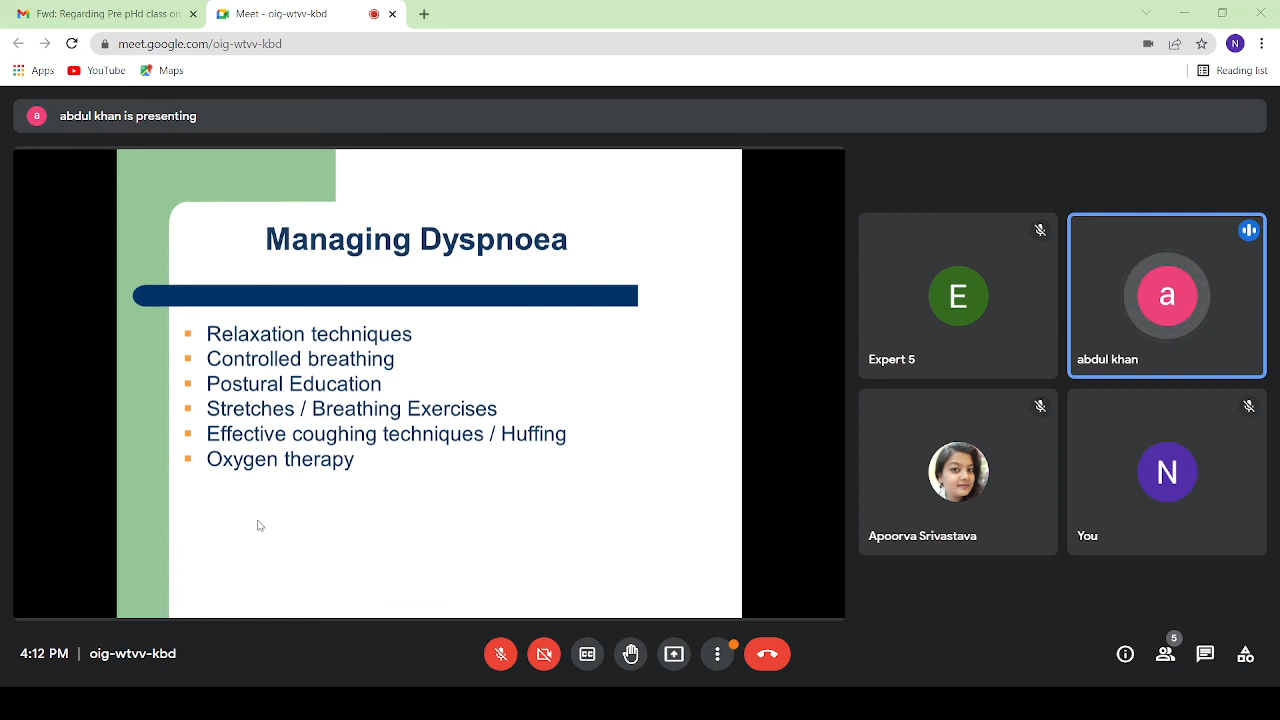 Fwd: Regarding Pre pHd class on
Meet - oig-wtvv-kbd
meet.google.com/oig-wtvv-kbd
N
Apps
YouTube
Maps
Reading list
a
abdul khan is presenting
Managing Dyspnoea
Relaxation techniques
Controlled breathing
Postural Education
Stretches / Breathing Exercises
Effective coughing techniques / Huffing
Oxygen therapy
E
Expert 5
a
abdul khan
Apoorva Srivastava
N
You
4:12 PM | oig-wtvv-kbd
5